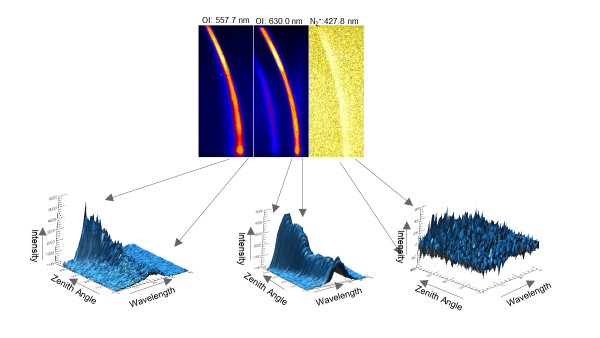 OI: 557.7 nm OI: 630.0 nm N₂⁺:427.8 nm
Intensity
Zenith Angle
Wavelength
Intensity
Zenith Angle
Wavelength
Intensity
Zenith Angle
Wavelength